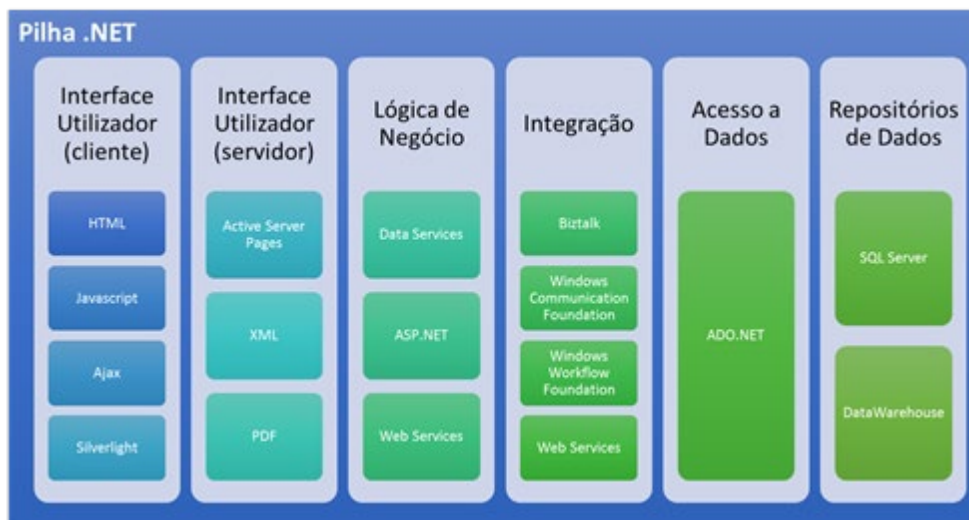 Pilha .NET
Interface
Utilizador
(cliente)
HTML
Javascript
Ajax
Silverlight
Interface
Utilizador
(servidor)
Active Server
Pages
XML
PDF
Lógica de
Negócio
Data Services
ASP.NET
Web Services
Integração
Biztalk
Windows
Communication
Foundation
Windows
Workflow
Foundation
Web Services
Acesso a
Dados
ADO.NET
Repositórios
de Dados
SQL Server
DataWarehouse